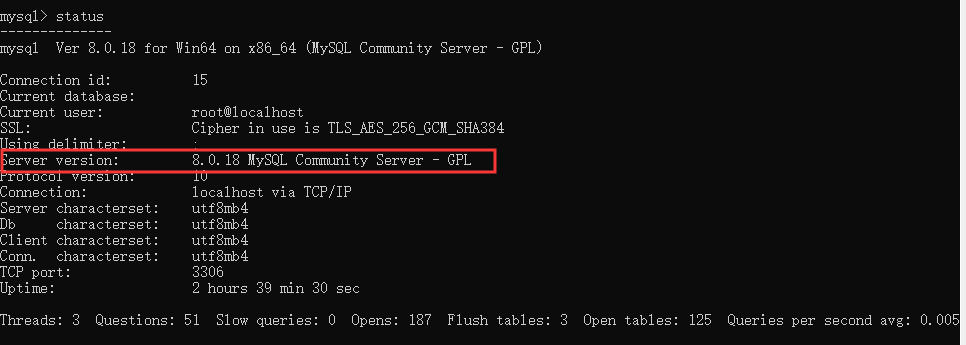 mysql> status
--------------
mysql  Ver 8.0.18 for Win64 on x86_64 (MySQL Community Server - GPL)
Connection id:          15
Current database:
Current user:           root@localhost
SSL:                    Cipher in use is TLS_AES_256_GCM_SHA384
Using delimiter:        ;
Server version:         8.0.18 MySQL Community Server - GPL
Protocol version:       10
Connection:             localhost via TCP/IP
Server characterset:    utf8mb4
Db     characterset:    utf8mb4
Client characterset:    utf8mb4
Conn.  characterset:    utf8mb4
TCP port:               3306
Uptime:                 2 hours 39 min 30 sec
Threads: 3  Questions: 51  Slow queries: 0  Opens: 187  Flush tables: 3  Open tables: 125  Queries per second avg: 0.005